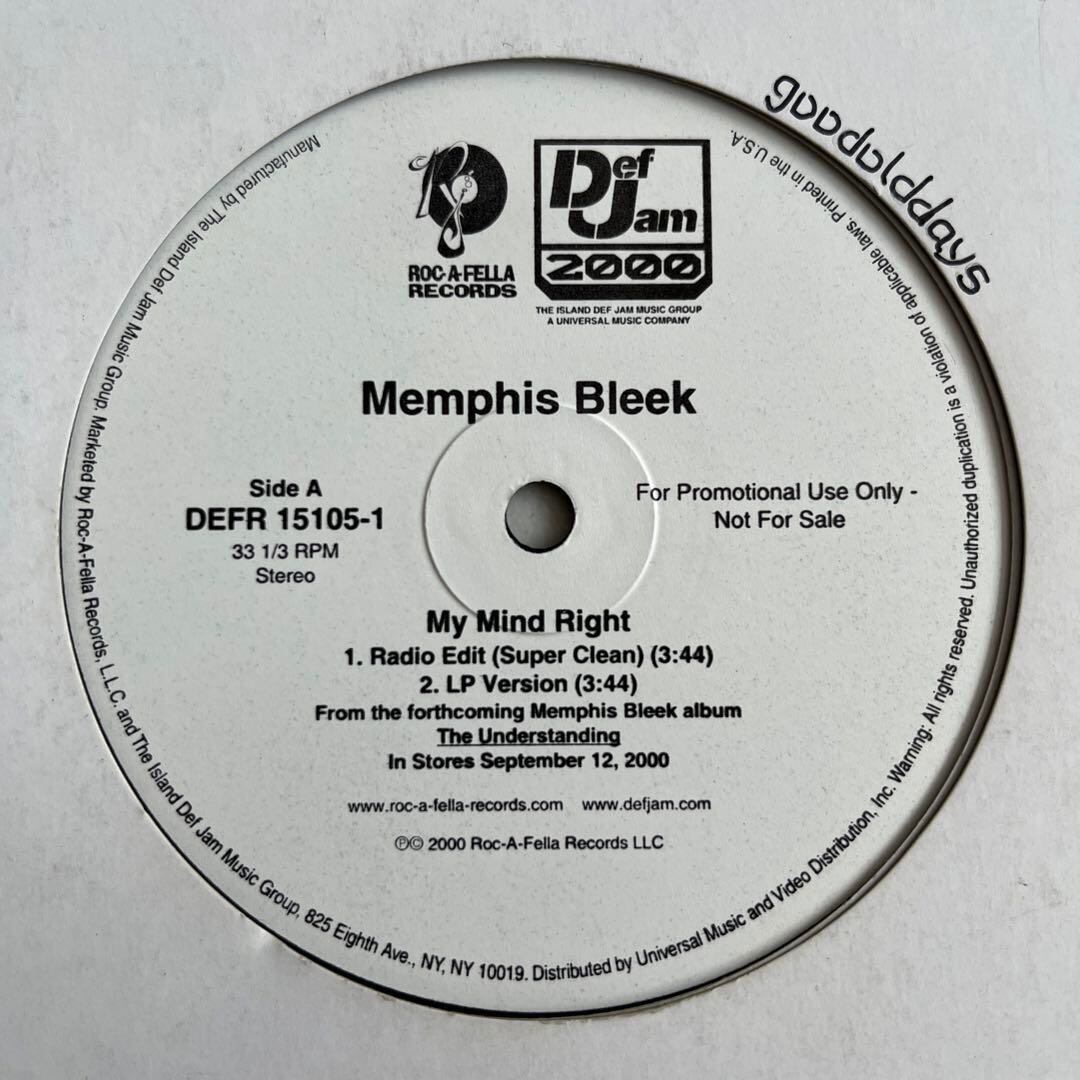 ROC-A-FELLA
RECORDS
Def
Jam
2000
THE ISLAND DEF JAM MUSIC GROUP
A UNIVERSAL MUSIC COMPANY
Memphis Bleek
Side A
DEFR 15105-1
33 1/3 RPM
Stereo
For Promotional Use Only -
Not For Sale
My Mind Right
1. Radio Edit (Super Clean) (3:44)
2. LP Version (3:44)
From the forthcoming Memphis Bleek album
The Understanding
In Stores September 12, 2000
www.roc-a-fella-records.com www.defjam.com
℗© 2000 Roc-A-Fella Records LLC
Manufactured by The Island Def Jam Music Group. Marketed by Roc-A-Fella Records, L.L.C. and The Island Def Jam Music Group, 825 Eighth Ave., NY, NY 10019. Distributed by Universal Music and Video Distribution, Inc. Warning: All rights reserved. Unauthorized duplication is a violation of applicable laws. Printed in the U.S.A.